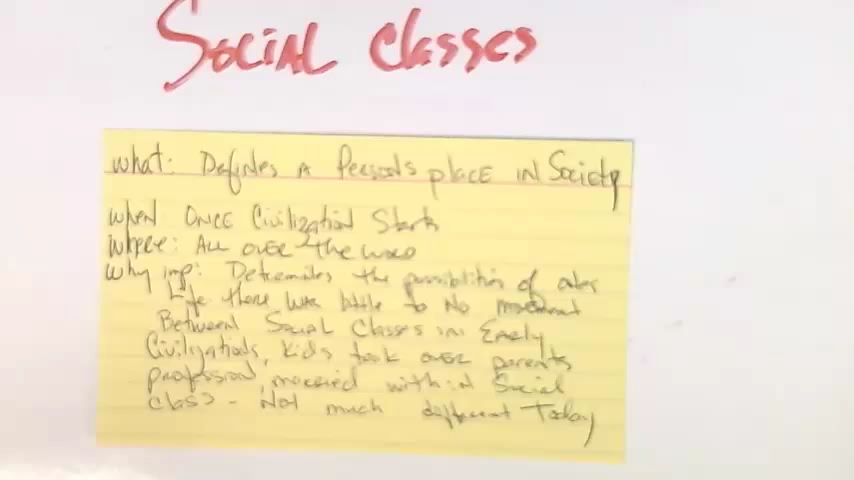 Social Classes
what: Defines A Person's place IN Society
when ONCE Civilization Starts
where: ALL OVER the world
Why imp: Determines the possibilities of
Life there was little to No movement
Between Social Classes in Early
Civilizations, kids took over parents
profession, married within Social
class - Not much different Today